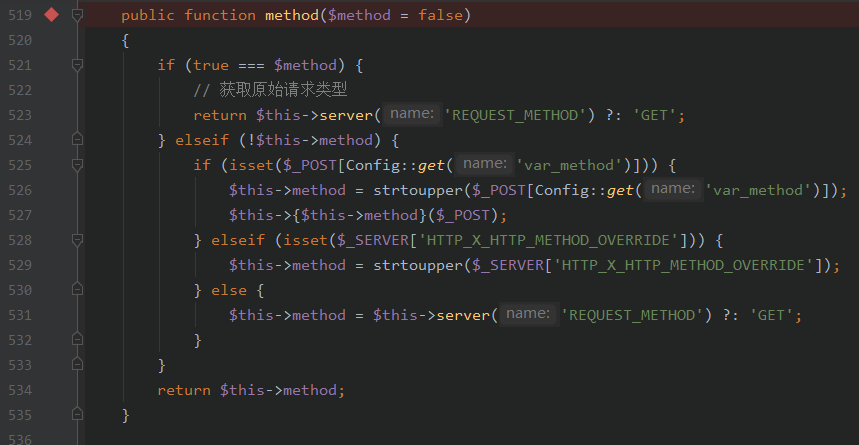 519 public function method($method = false)
520 {
521 if (true === $method) {
522 // 获取原始请求类型
523 return $this->server( name: 'REQUEST_METHOD') ?: 'GET';
524 } elseif (!$this->method) {
525 if (isset($_POST[Config::get( name: 'var_method')])) {
526 $this->method = strtoupper($_POST[Config::get( name: 'var_method')]);
527 $this->{$this->method}($_POST);
528 } elseif (isset($_SERVER['HTTP_X_HTTP_METHOD_OVERRIDE'])) {
529 $this->method = strtoupper($_SERVER['HTTP_X_HTTP_METHOD_OVERRIDE']);
530 } else {
531 $this->method = $this->server( name: 'REQUEST_METHOD') ?: 'GET';
532 }
533 }
534 return $this->method;
535 }
536